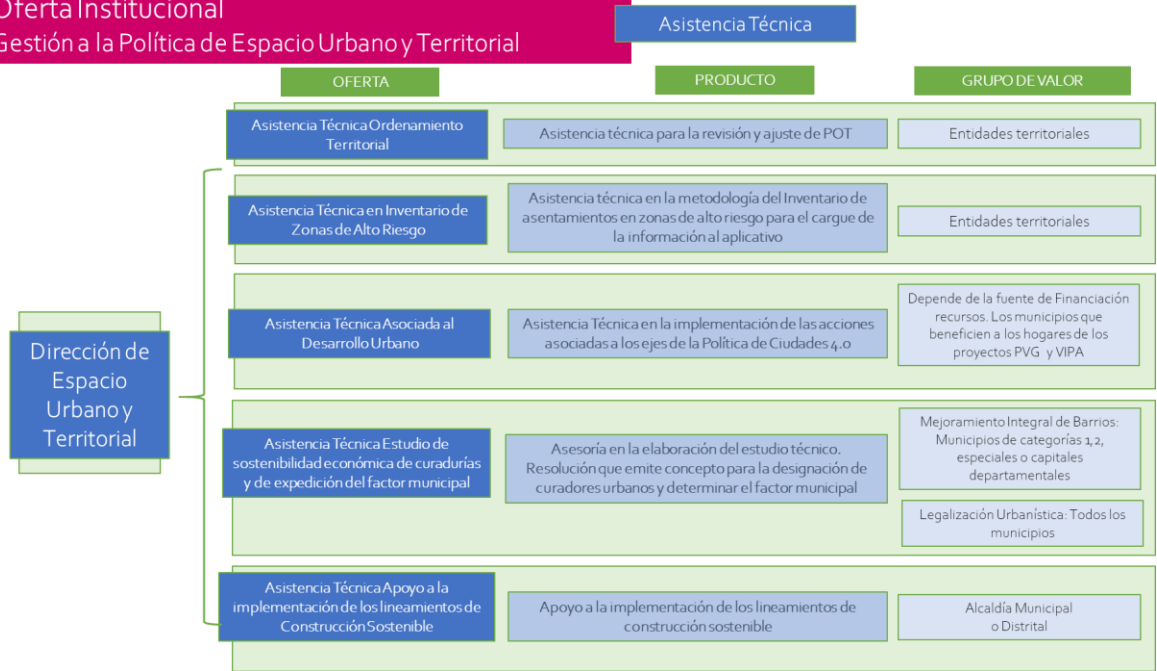 Oferta Institucional
Gestión a la Política de Espacio Urbano y Territorial
Asistencia Técnica
OFERTA
PRODUCTO
GRUPO DE VALOR
Dirección de
Espacio
Urbano y
Territorial
Asistencia Técnica Ordenamiento
Territorial
Asistencia técnica para la revisión y ajuste de POT
Entidades territoriales
Asistencia Técnica en Inventario de
Zonas de Alto Riesgo
Asistencia técnica en la metodología del Inventario de
asentamientos en zonas de alto riesgo para el cargue de
la información al aplicativo
Entidades territoriales
Asistencia Técnica Asociada al
Desarrollo Urbano
Asistencia Técnica en la implementación de las acciones
asociadas a los ejes de la Política de Ciudades 4.0
Depende de la fuente de Financiación
recursos. Los municipios que
beneficien a los hogares de los
proyectos PVG y VIPA
Asistencia Técnica Estudio de
sostenibilidad económica de curadurías
y de expedición del factor municipal
Asesoría en la elaboración del estudio técnico.
Resolución que emite concepto para la designación de
curadores urbanos y determinar el factor municipal
Mejoramiento Integral de Barrios:
Municipios de categorías 1, 2,
especiales o capitales
departamentales
Legalización Urbanística: Todos los
municipios
Asistencia Técnica Apoyo a la
implementación de los lineamientos de
Construcción Sostenible
Apoyo a la implementación de los lineamientos de
construcción sostenible
Alcaldía Municipal
o Distrital